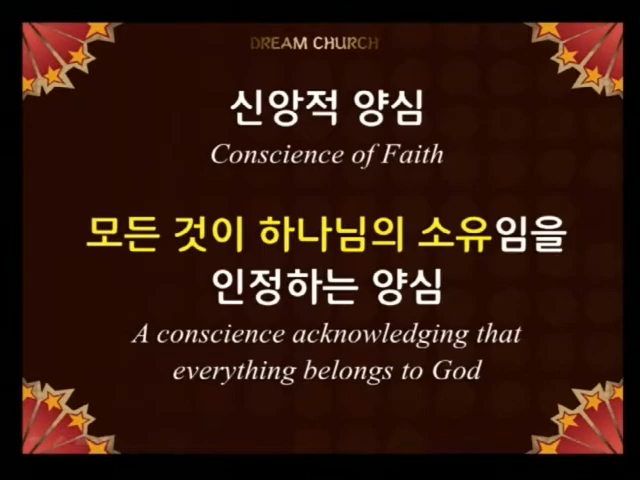 DREAM CHURCH
신앙적 양심
Conscience of Faith
모든 것이 하나님의 소유임을
인정하는 양심
A conscience acknowledging that
everything belongs to God